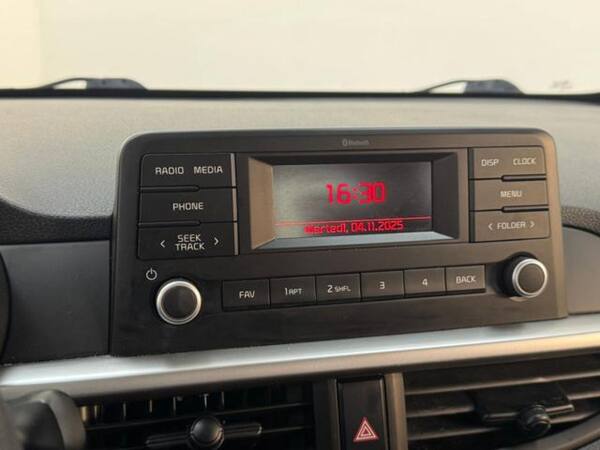 Bluetooth
RADIO MEDIA
PHONE
< SEEK TRACK >
16:30
Martedì, 04.11.2025
DISP CLOCK
MENU
< FOLDER >
FAV 1 RPT 2 SHFL 3 4 BACK